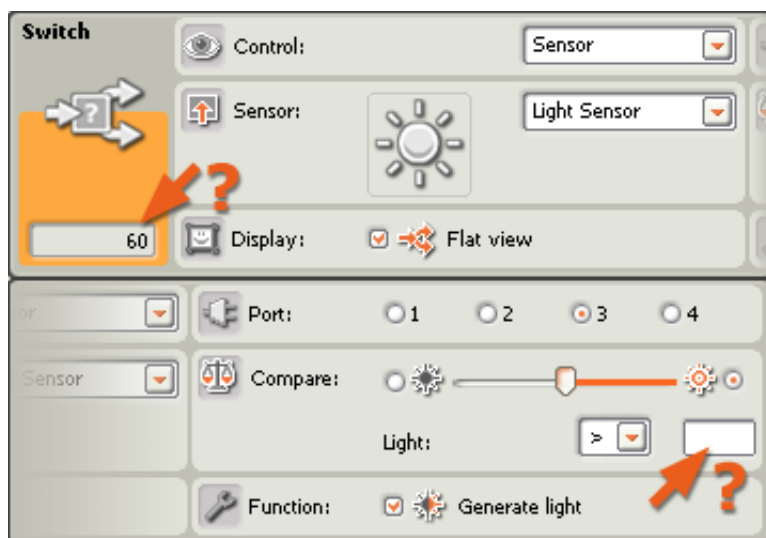 Switch
Control:
Sensor
Sensor:
Light Sensor
?
?
60
Display:
Flat view
Port:
1
2
3
4
Sensor
Compare:
Light:
>
?
Function:
Generate light